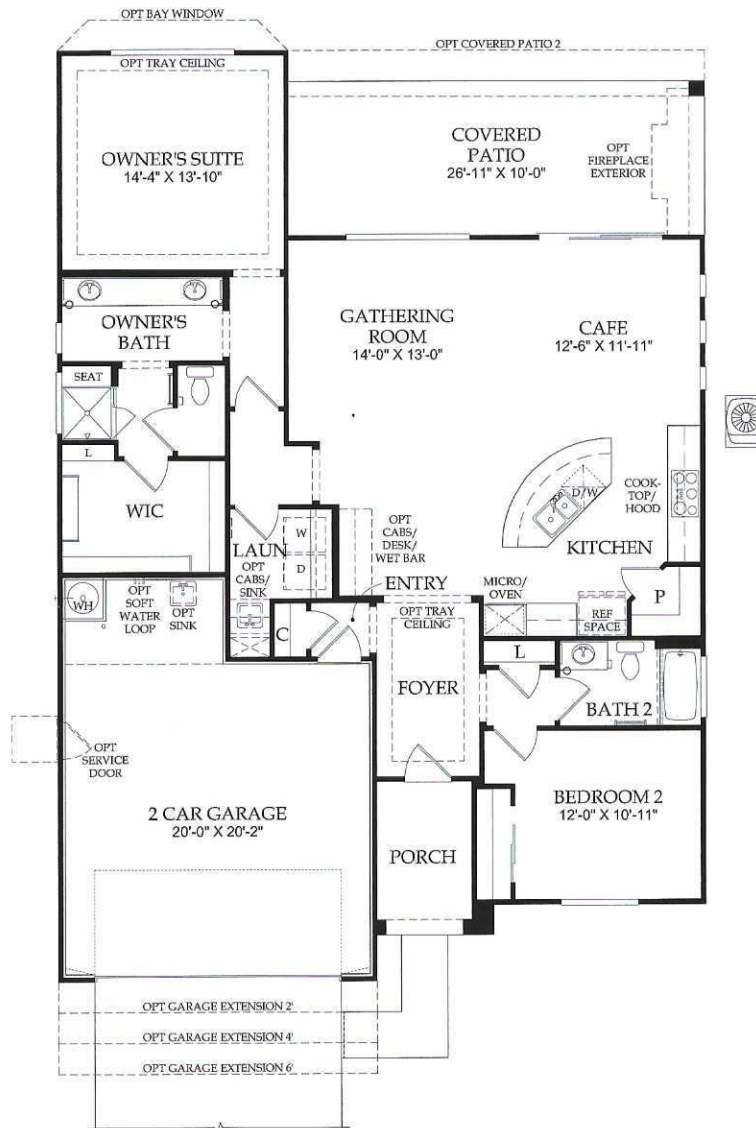 OPT BAY WINDOW
OPT COVERED PATIO 2
OPT TRAY CEILING
OWNER'S SUITE
14'-4" X 13'-10"
COVERED
PATIO
26'-11" X 10'-0"
OPT
FIREPLACE
EXTERIOR
OWNER'S
BATH
GATHERING
ROOM
14'-0" X 13'-0"
CAFE
12'-6" X 11'-11"
SEAT
L
WIC
D/W
COOK-
TOP/
HOOD
KITCHEN
W
D
LAUN
OPT
CABS/
SINK
OPT
CABS/
DESK/
WET BAR
ENTRY
MICRO/
OVEN
REF
SPACE
P
WH
OPT
SOFT
WATER
LOOP
OPT
SINK
C
OPT TRAY
CEILING
FOYER
L
BATH 2
OPT
SERVICE
DOOR
2 CAR GARAGE
20'-0" X 20'-2"
PORCH
BEDROOM 2
12'-0" X 10'-11"
OPT GARAGE EXTENSION 2'
OPT GARAGE EXTENSION 4'
OPT GARAGE EXTENSION 6'